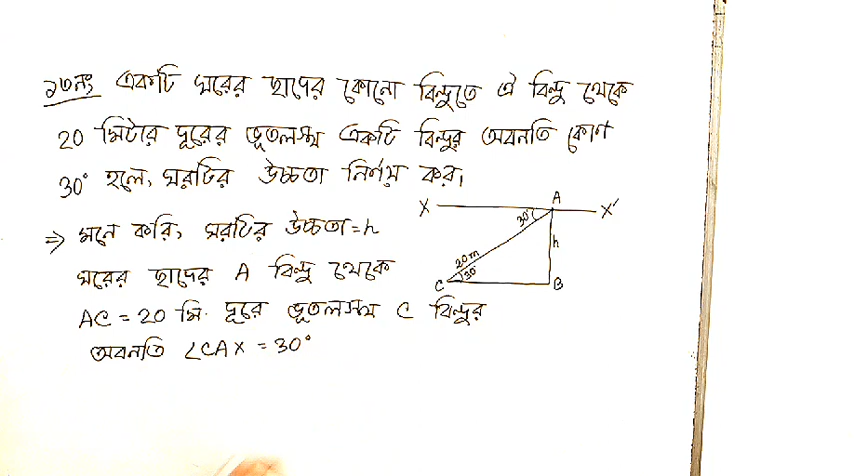 ১৩নং একটি ঘরের ছাদের কোনো বিন্দুতে ঐ বিন্দু থেকে
20 মিটার দূরের ভূতলস্থ একটি বিন্দুর অবনতি কোণ
30° হলে, ঘরটির উচ্চতা নির্ণয় কর।
X A X'
30°
⇒ মনে করি, ঘরটির উচ্চতা = h
h
20m
ঘরের ছাদের A বিন্দু থেকে
30
C B
AC = 20 মি. দূরে ভূতলস্থ C বিন্দুর
অবনতি ∠CAX = 30°